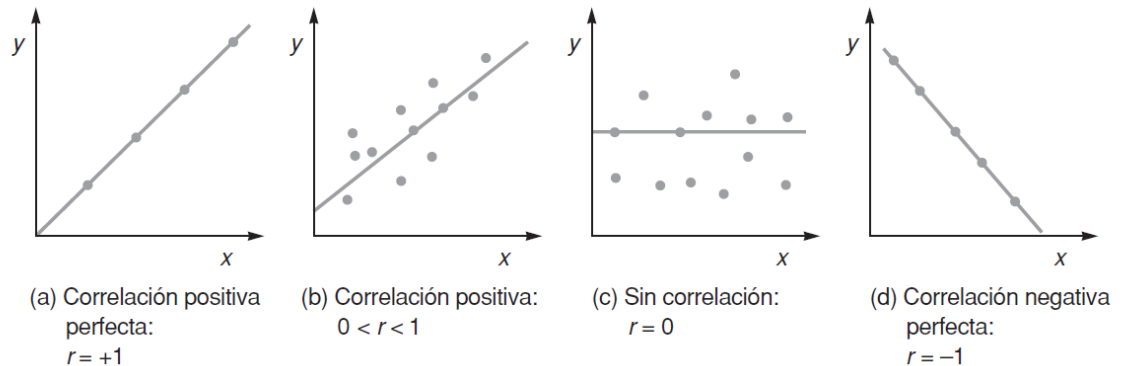 y
x
(a) Correlación positiva
perfecta:
r = +1
y
x
(b) Correlación positiva:
0 < r < 1
y
x
(c) Sin correlación:
r = 0
y
x
(d) Correlación negativa
perfecta:
r = –1